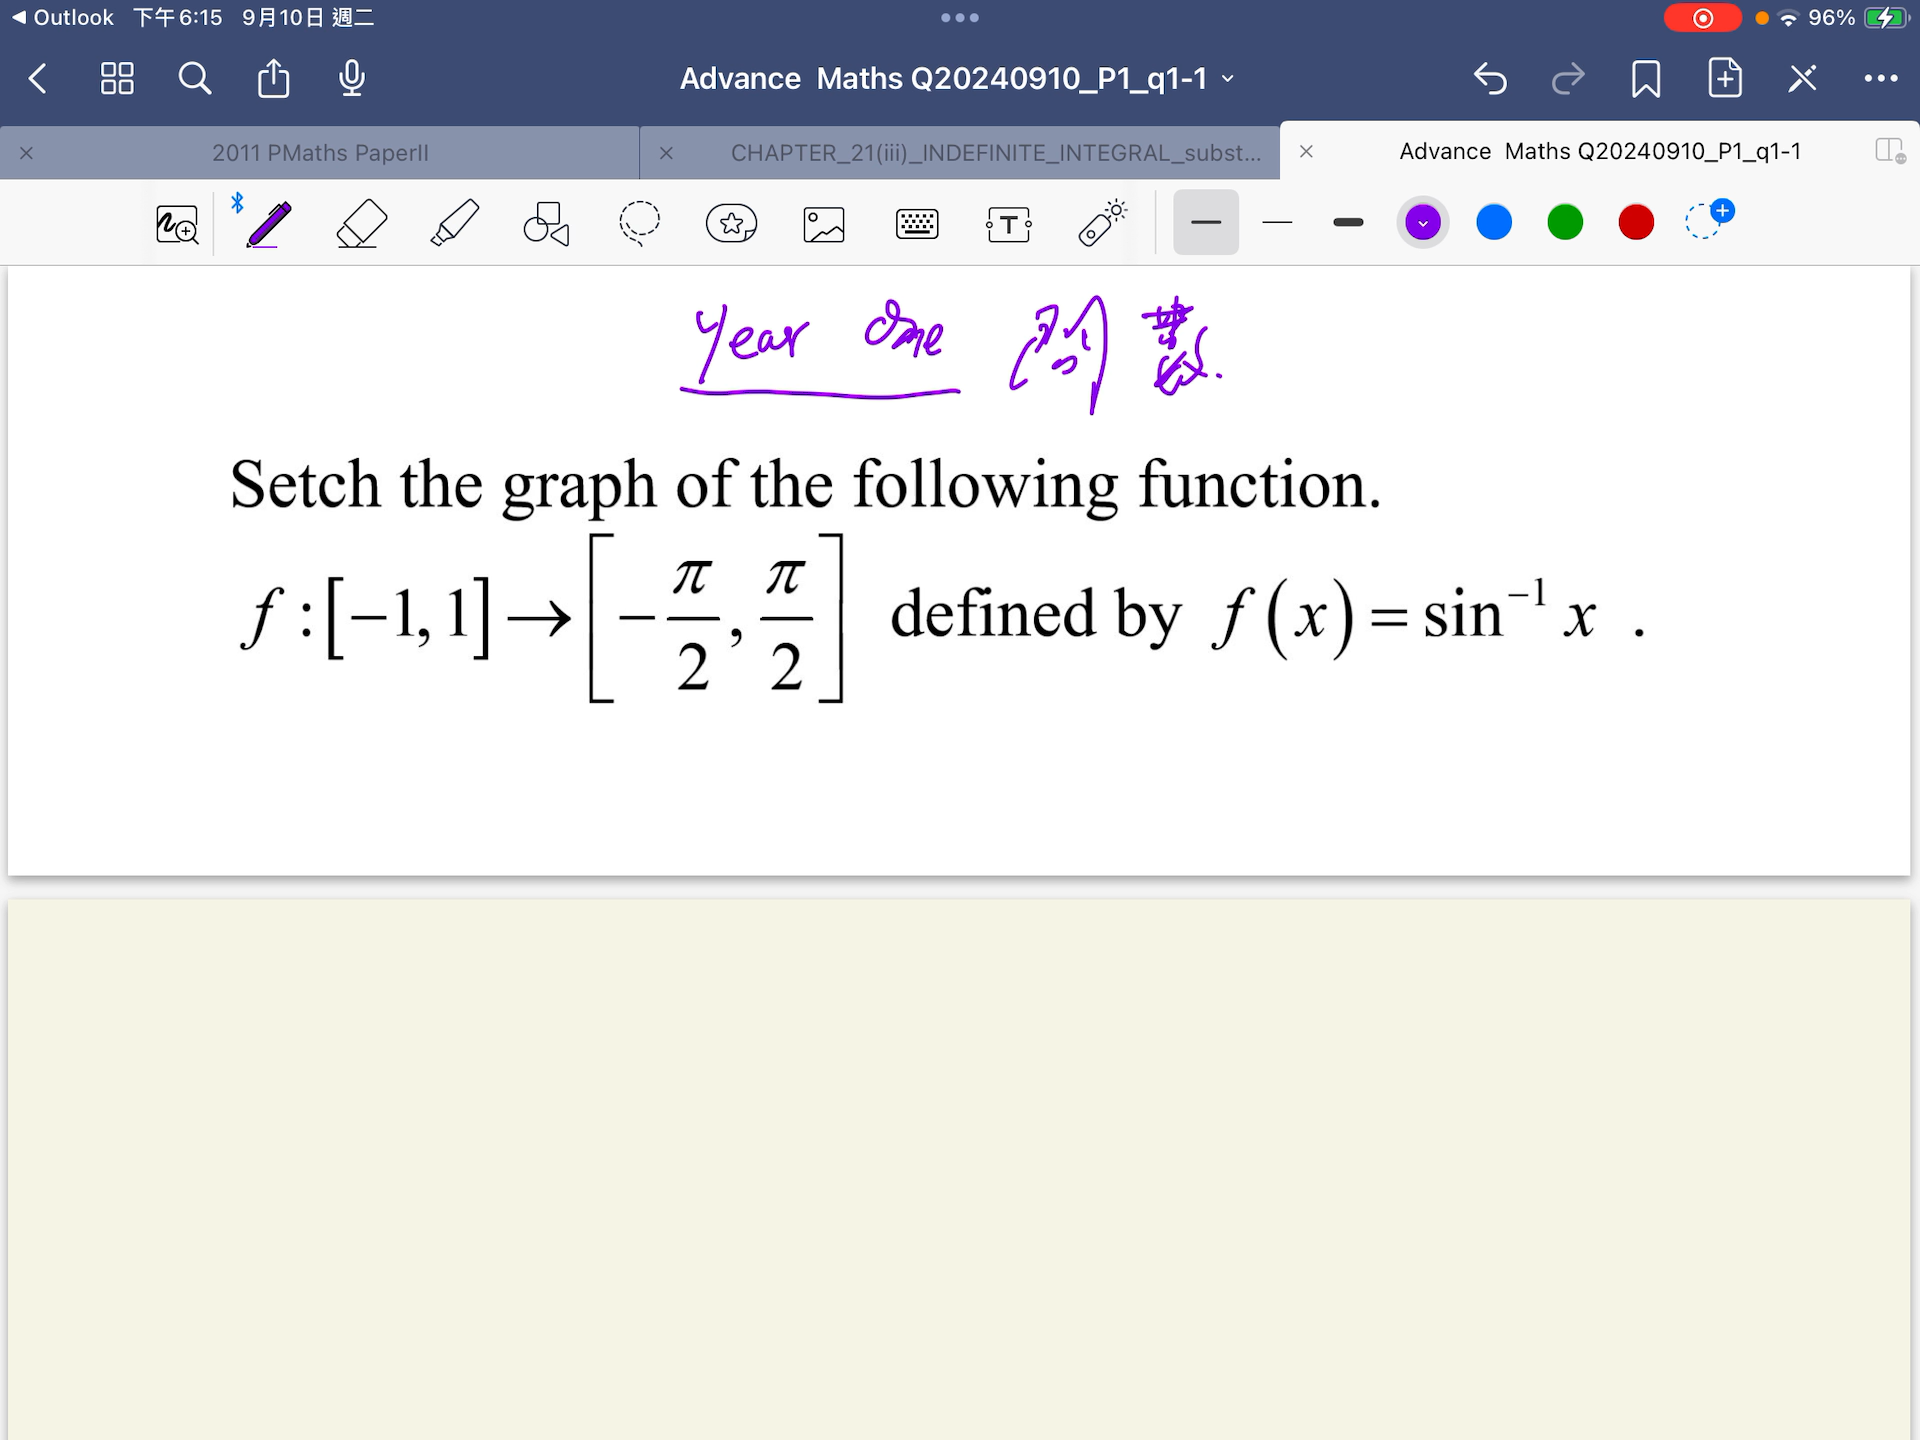 Outlook 下午6:15 9月10日 週二 96%
Advance Maths Q20240910_P1_q1-1
2011 PMaths PaperII CHAPTER_21(iii)_INDEFINITE_INTEGRAL_subst... Advance Maths Q20240910_P1_q1-1
Year One 函數.
Setch the graph of the following function.
f:[−1,1]→[−π/2, π/2] defined by f(x)=sin⁻¹ x .